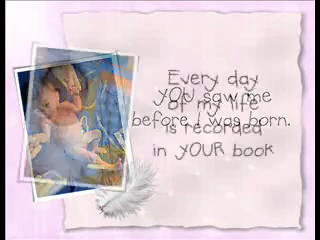 Every day
YOU saw me
of my life
before I was born.
is recorded
in YOUR book